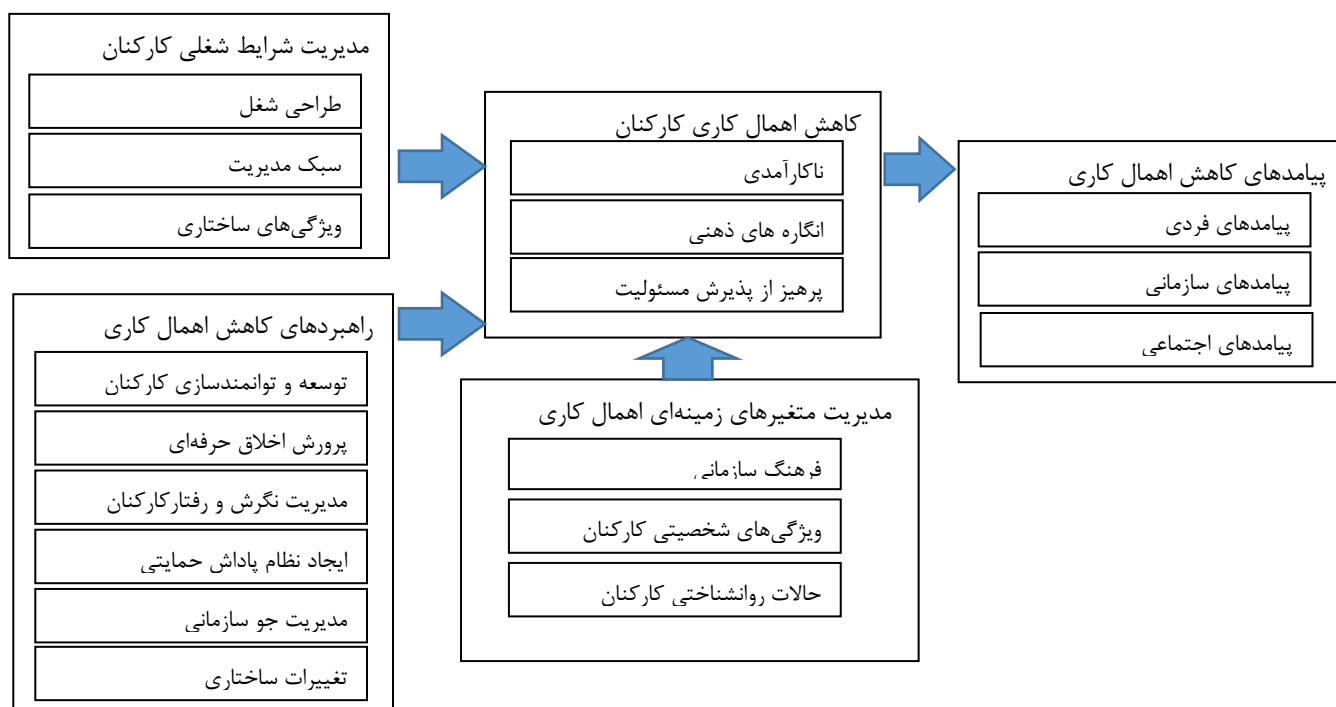 مدیریت شرایط شغلی کارکنان
طراحی شغل
سبک مدیریت
ویژگی‌های ساختاری
راهبردهای کاهش اهمال کاری
توسعه و توانمندسازی کارکنان
پرورش اخلاق حرفه‌ای
مدیریت نگرش و رفتارکارکنان
ایجاد نظام پاداش حمایتی
مدیریت جو سازمانی
تغییرات ساختاری
کاهش اهمال کاری کارکنان
ناکارآمدی
انگاره های ذهنی
پرهیز از پذیرش مسئولیت
مدیریت متغیرهای زمینه‌ای اهمال کاری
فرهنگ سازمانی
ویژگی‌های شخصیتی کارکنان
حالات روانشناختی کارکنان
پیامدهای کاهش اهمال کاری
پیامدهای فردی
پیامدهای سازمانی
پیامدهای اجتماعی